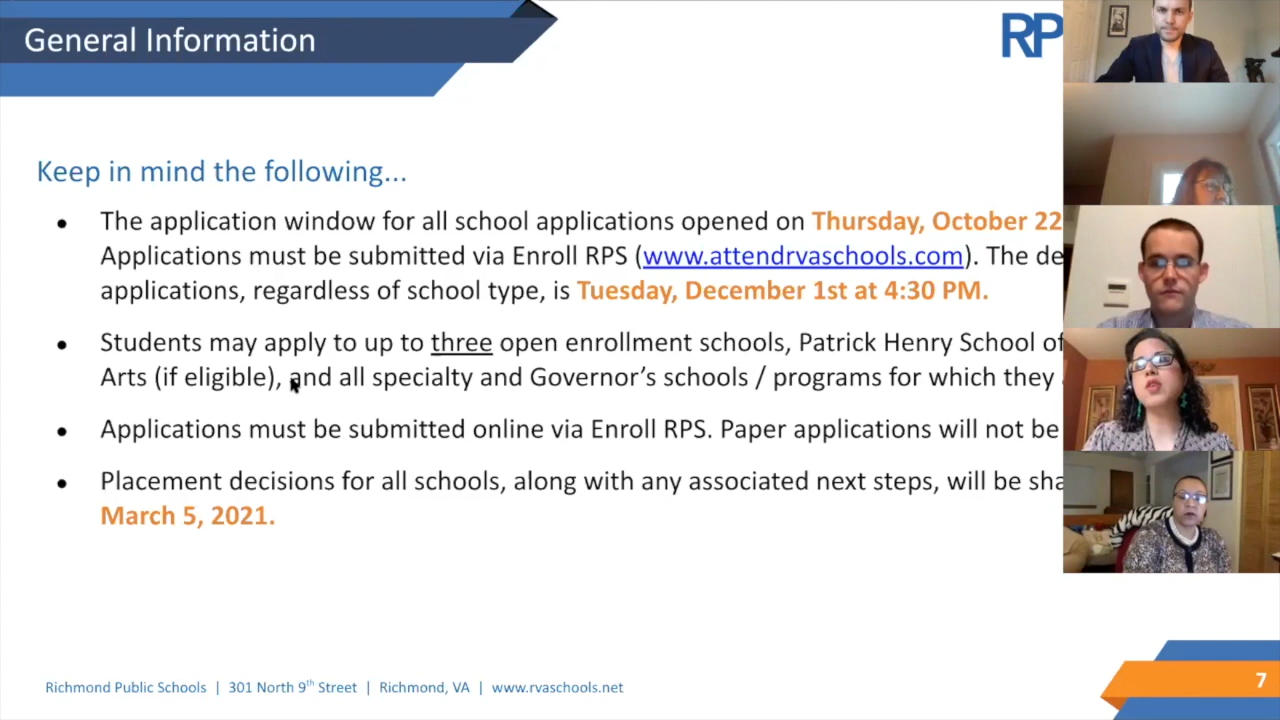 General Information
RP
Keep in mind the following...
● The application window for all school applications opened on Thursday, October 22
Applications must be submitted via Enroll RPS (www.attendrvaschools.com). The de
applications, regardless of school type, is Tuesday, December 1st at 4:30 PM.
● Students may apply to up to three open enrollment schools, Patrick Henry School of
Arts (if eligible), and all specialty and Governor’s schools / programs for which they
● Applications must be submitted online via Enroll RPS. Paper applications will not be
● Placement decisions for all schools, along with any associated next steps, will be sha
March 5, 2021.
Richmond Public Schools | 301 North 9th Street | Richmond, VA | www.rvaschools.net
7